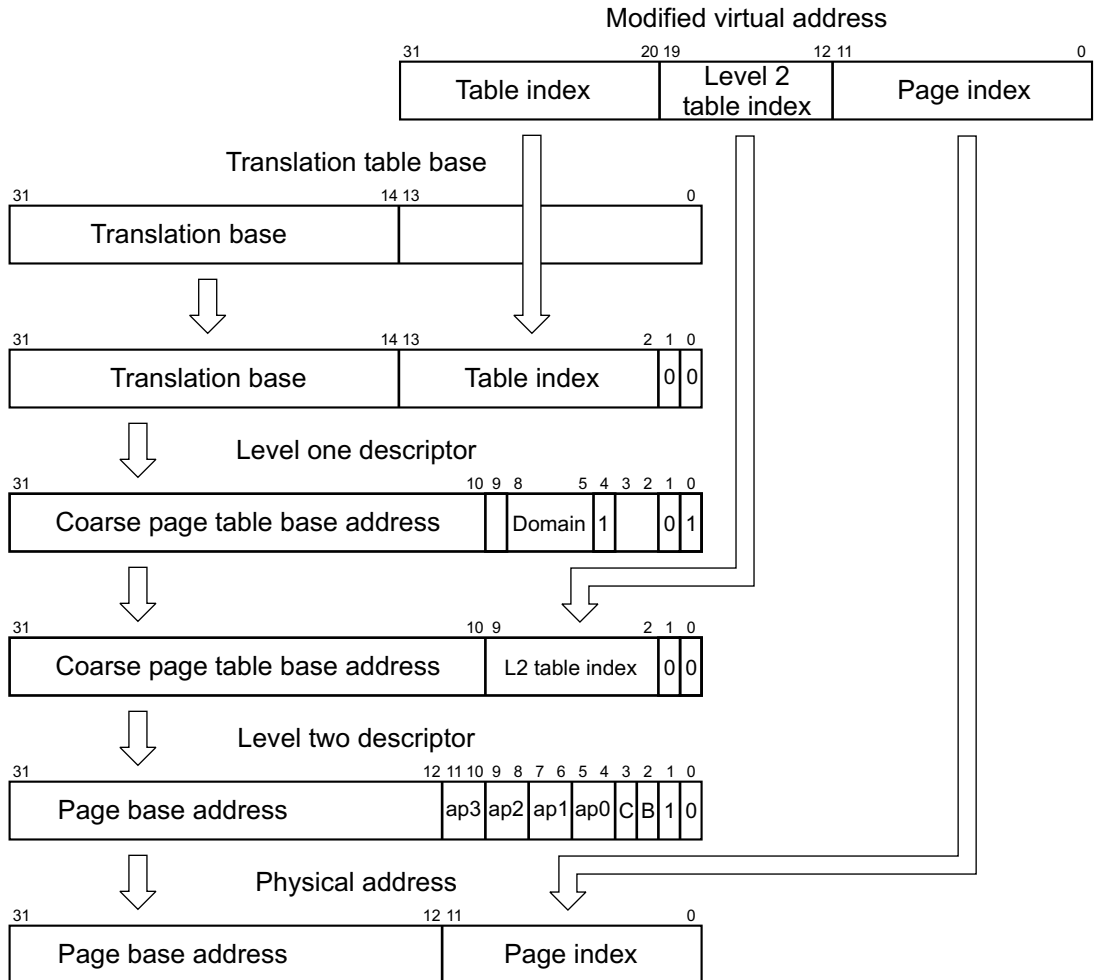 Modified virtual address
31 20 19 12 11 0
Table index Level 2 table index Page index
Translation table base
31 14 13 0
Translation base
31 14 13 2 1 0
Translation base Table index 0 0
Level one descriptor
31 10 9 8 5 4 3 2 1 0
Coarse page table base address Domain 1 0 1
31 10 9 2 1 0
Coarse page table base address L2 table index 0 0
Level two descriptor
31 12 11 10 9 8 7 6 5 4 3 2 1 0
Page base address ap3 ap2 ap1 ap0 C B 1 0
Physical address
31 12 11 0
Page base address Page index